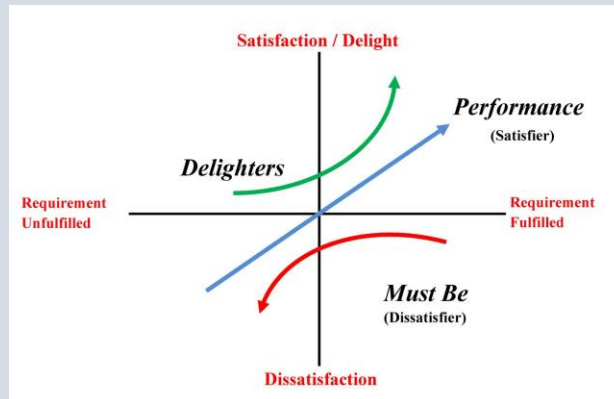 Satisfaction / Delight
Performance
(Satisfier)
Delighters
Requirement
Unfulfilled
Requirement
Fulfilled
Must Be
(Dissatisfier)
Dissatisfaction